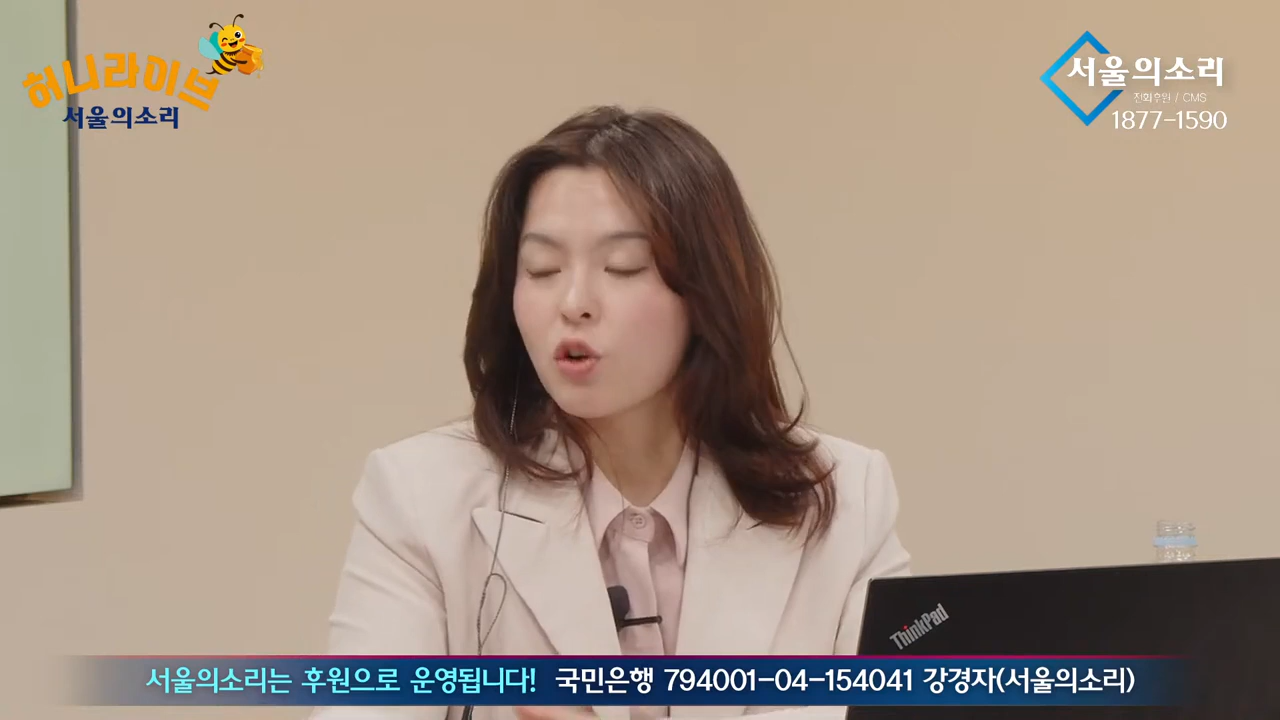 허니라이브
서울의소리
서울의소리
전화후원 / CMS
1877-1590
ThinkPad
서울의소리는 후원으로 운영됩니다! 국민은행 794001-04-154041 강경자(서울의소리)